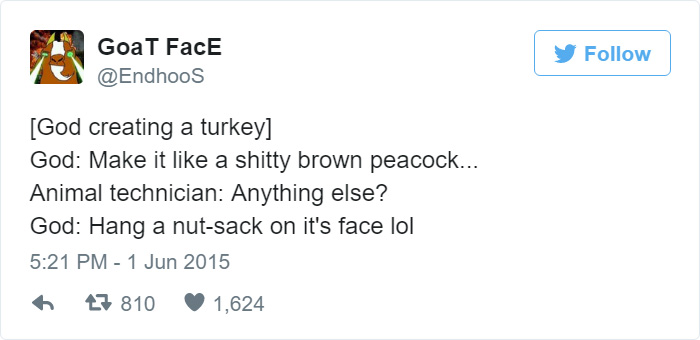 GoaT FacE
@EndhooS
Follow
[God creating a turkey]
God: Make it like a shitty brown peacock...
Animal technician: Anything else?
God: Hang a nut-sack on it's face lol
5:21 PM - 1 Jun 2015
810 1,624